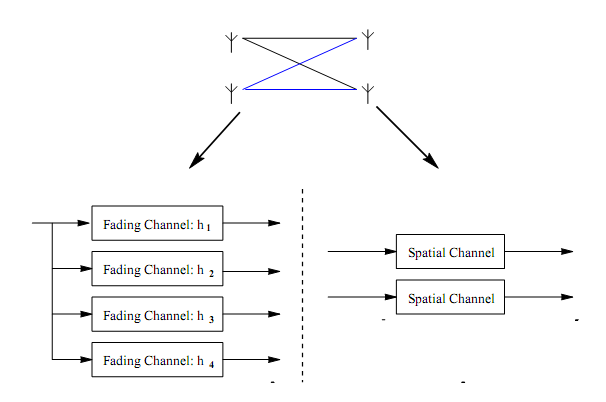 Fading Channel: h 1
Fading Channel: h 2
Fading Channel: h 3
Fading Channel: h 4
Spatial Channel
Spatial Channel